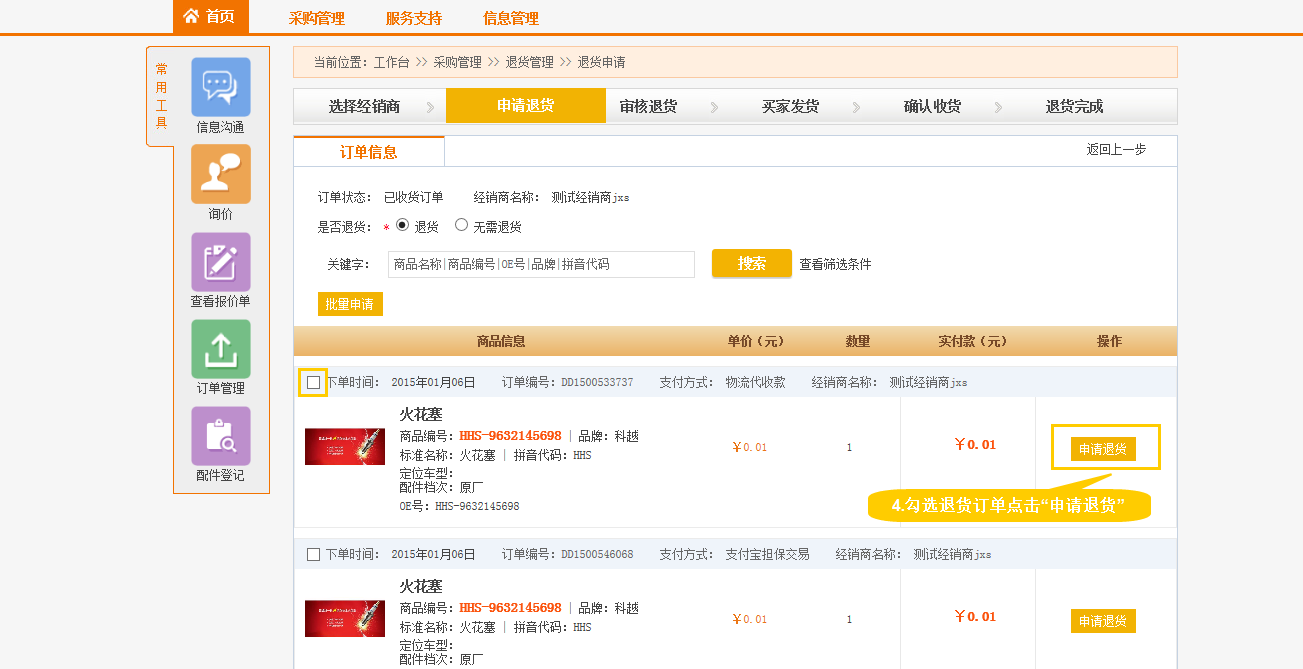 首页 采购管理 服务支持 信息管理
常用工具
信息沟通
询价
查看报价单
订单管理
配件登记
当前位置：工作台 >> 采购管理 >> 退货管理 >> 退货申请
选择经销商 申请退货 审核退货 买家发货 确认收货 退货完成
订单信息 返回上一步
订单状态： 已收货订单 经销商名称： 测试经销商jxs
是否退货： * 退货 无需退货
关键字： 商品名称|商品编号|OE号|品牌|拼音代码 搜索 查看筛选条件
批量申请
商品信息 单价（元） 数量 实付款（元） 操作
下单时间： 2015年01月06日 订单编号：DD1500533737 支付方式： 物流代收款 经销商名称： 测试经销商jxs
火花塞
商品编号：HHS-9632145698 | 品牌：科越
标准名称：火花塞 | 拼音代码：HHS
定位车型：
配件档次：原厂
OE号：HHS-9632145698
￥0.01 1 ￥0.01 申请退货
4.勾选退货订单点击“申请退货”
下单时间： 2015年01月06日 订单编号：DD1500546068 支付方式： 支付宝担保交易 经销商名称： 测试经销商jxs
火花塞
商品编号：HHS-9632145698 | 品牌：科越
标准名称：火花塞 | 拼音代码：HHS
定位车型：
配件档次：原厂
￥0.01 1 ￥0.01 申请退货